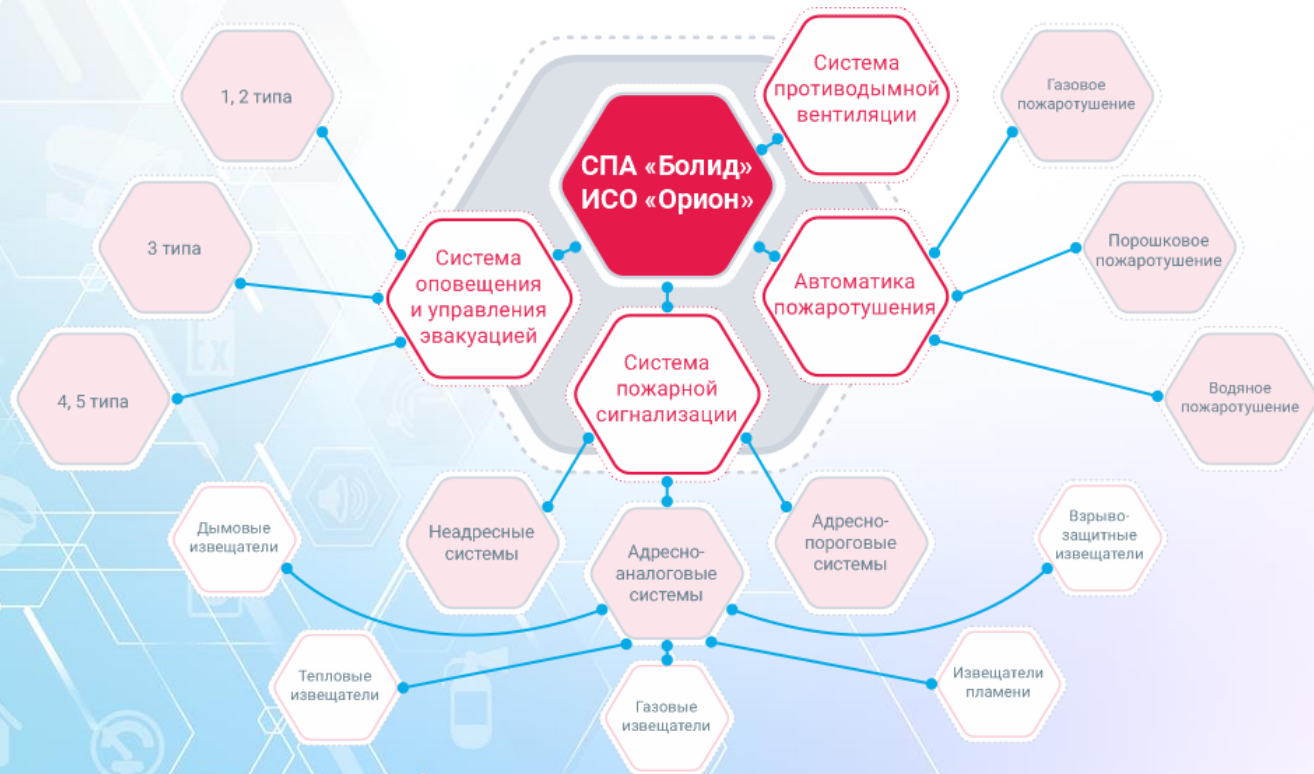 СПА «Болид»
ИСО «Орион»
Система
противодымной
вентиляции
1, 2 типа
Газовое
пожаротушение
3 типа
Система
оповещения
и управления
эвакуацией
Автоматика
пожаротушения
Порошковое
пожаротушение
4, 5 типа
Система
пожарной
сигнализации
Водяное
пожаротушение
Дымовые
извещатели
Неадресные
системы
Адресно-
аналоговые
системы
Адресно-
пороговые
системы
Взрыво-
защитные
извещатели
Тепловые
извещатели
Газовые
извещатели
Извещатели
пламени
Ex